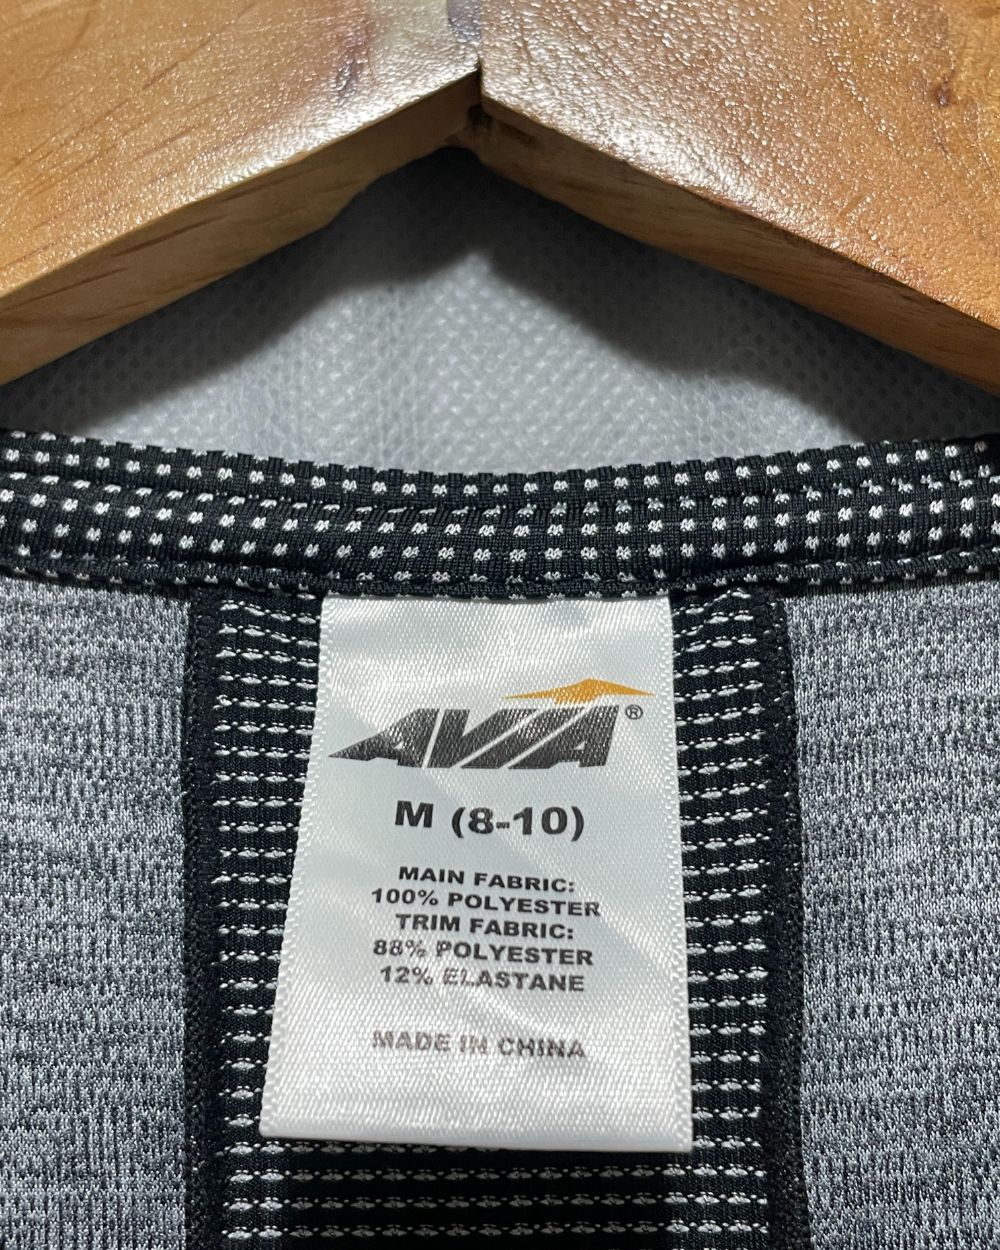 AVIA®
M (8-10)
MAIN FABRIC:
100% POLYESTER
TRIM FABRIC:
88% POLYESTER
12% ELASTANE
MADE IN CHINA